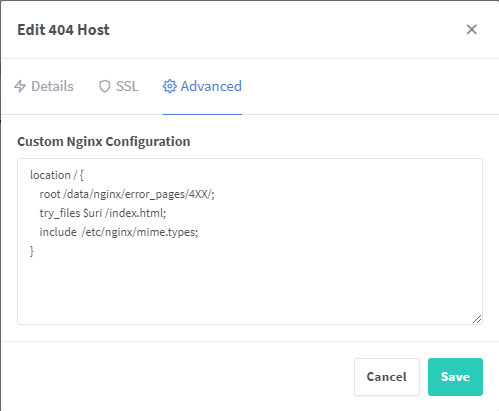 Edit 404 Host
Details SSL Advanced
Custom Nginx Configuration
location / {
root /data/nginx/error_pages/4XX/;
try_files $uri /index.html;
include /etc/nginx/mime.types;
}
Cancel Save